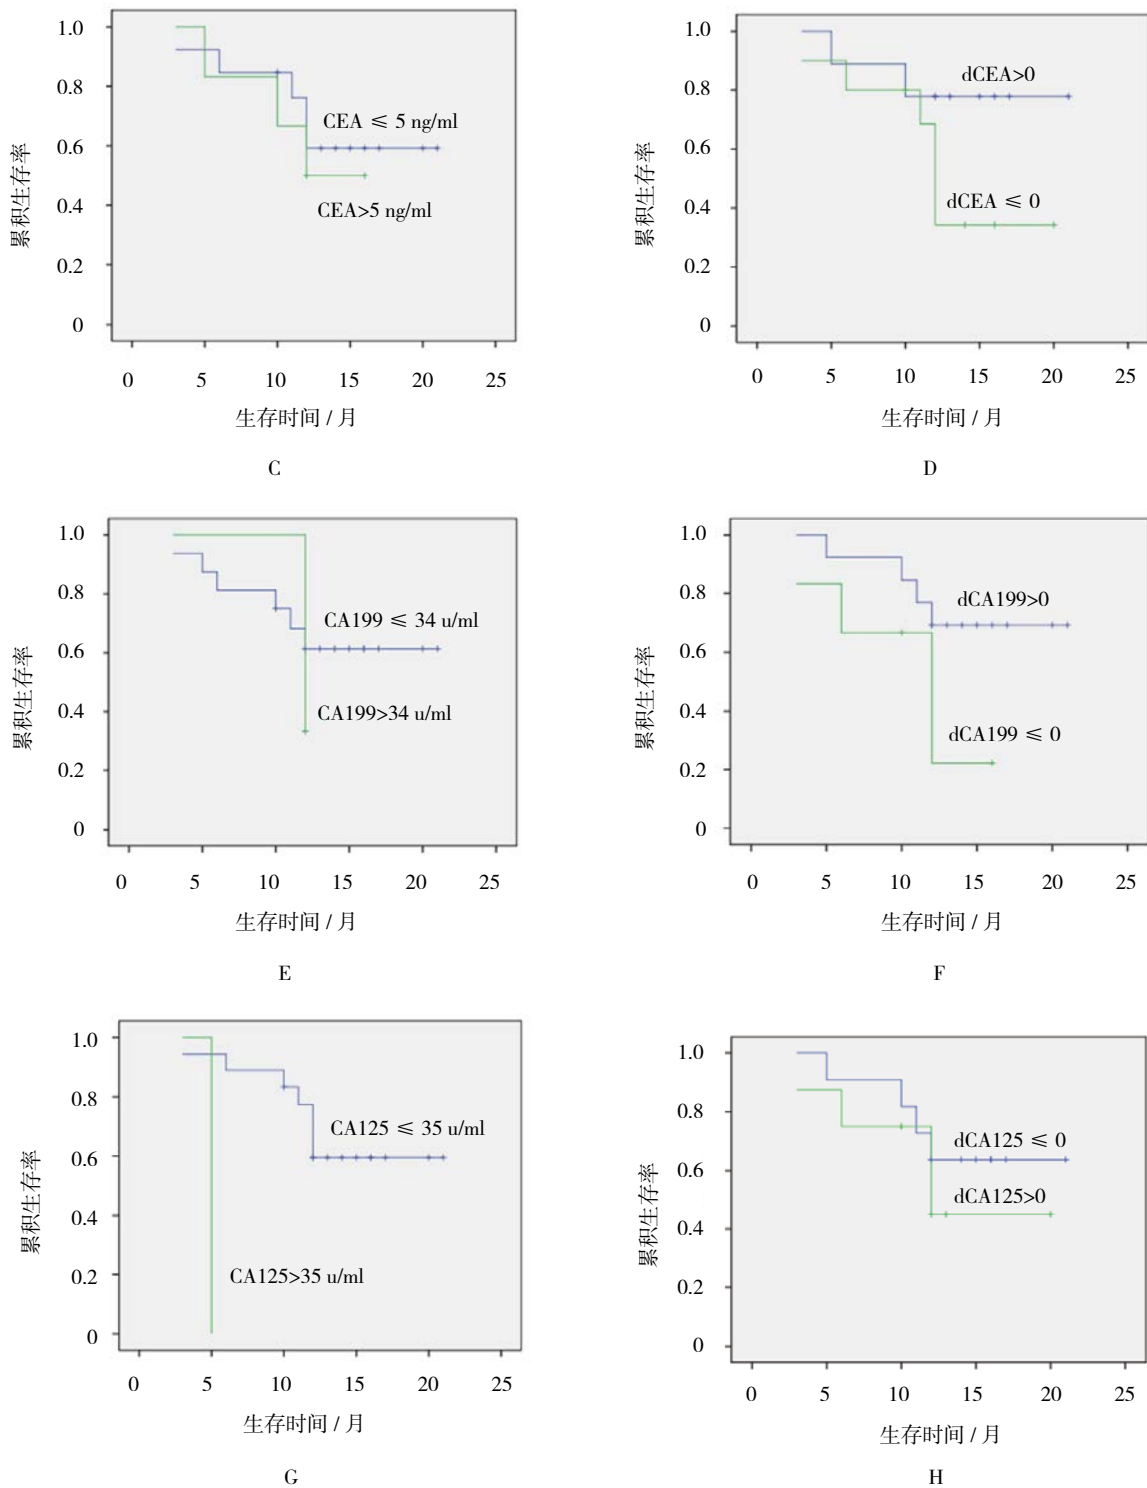 1.0
0.8
0.6
0.4
0.2
0
累积生存率
CEA ≤ 5 ng/ml
CEA>5 ng/ml
0 5 10 15 20 25
生存时间 / 月
C
1.0
0.8
0.6
0.4
0.2
0
累积生存率
dCEA>0
dCEA ≤ 0
0 5 10 15 20 25
生存时间 / 月
D
1.0
0.8
0.6
0.4
0.2
0
累积生存率
CA199 ≤ 34 u/ml
CA199>34 u/ml
0 5 10 15 20 25
生存时间 / 月
E
1.0
0.8
0.6
0.4
0.2
0
累积生存率
dCA199>0
dCA199 ≤ 0
0 5 10 15 20 25
生存时间 / 月
F
1.0
0.8
0.6
0.4
0.2
0
累积生存率
CA125 ≤ 35 u/ml
CA125>35 u/ml
0 5 10 15 20 25
生存时间 / 月
G
1.0
0.8
0.6
0.4
0.2
0
累积生存率
dCA125 ≤ 0
dCA125>0
0 5 10 15 20 25
生存时间 / 月
H